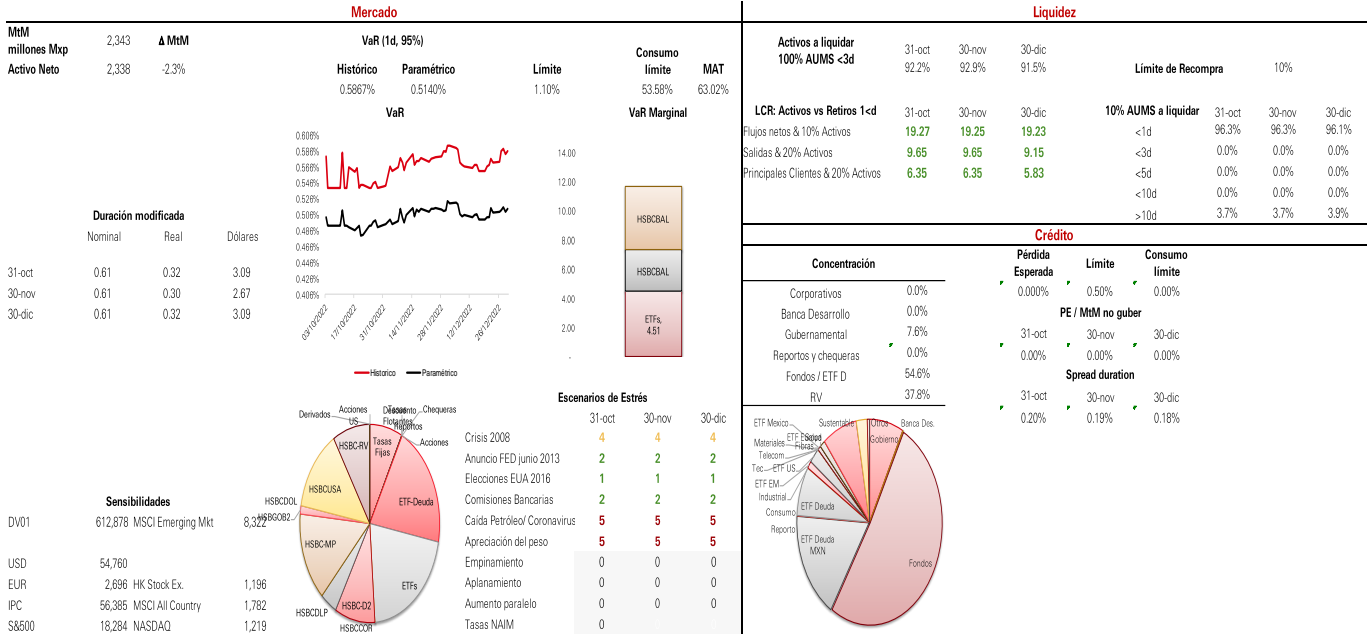 Mercado
MtM
millones Mxp 2,343 Δ MtM
Activo Neto 2,338 -2.3%
VaR (1d, 95%)
Histórico Paramétrico Límite Consumo límite MAT
0.5867% 0.5140% 1.10% 53.58% 63.02%
VaR
0.606%
0.586%
0.566%
0.546%
0.526%
0.506%
0.486%
0.466%
0.446%
0.426%
0.406%
03/10/2022 17/10/2022 31/10/2022 14/11/2022 28/11/2022 12/12/2022 26/12/2022
Historico Paramétrico
VaR Marginal
14.00
12.00
10.00
8.00
6.00
4.00
2.00
-
HSBCBAL
HSBCBAL
ETFs,
4.51
Duración modificada
Nominal Real Dólares
31-oct 0.61 0.32 3.09
30-nov 0.61 0.30 2.67
30-dic 0.61 0.32 3.09
Sensibilidades
DV01 612,878 MSCI Emerging Mkt 8,322
USD 54,760
EUR 2,696 HK Stock Ex. 1,196
IPC 56,385 MSCI All Country 1,782
S&500 18,284 NASDAQ 1,219
Derivados
Acciones US
Descuento
Tasas Flotantes
Reportos
Chequeras
Acciones
Tasas Fijas
ETF-Deuda
ETFs
HSBCCOR
HSBC-D2
HSBCDLP
HSBC-MP
HSBGOB2
HSBCDOL
HSBCUSA
HSBC-RV
Escenarios de Estrés
31-oct 30-nov 30-dic
Crisis 2008 4 4 4
Anuncio FED junio 2013 2 2 2
Elecciones EUA 2016 1 1 1
Comisiones Bancarias 2 2 2
Caída Petróleo/ Coronavirus 5 5 5
Apreciación del peso 5 5 5
Empinamiento 0 0 0
Aplanamiento 0 0 0
Aumento paralelo 0 0 0
Tasas NAIM 0
Liquidez
Activos a liquidar
100% AUMS <3d
31-oct 30-nov 30-dic
92.2% 92.9% 91.5%
Límite de Recompra 10%
LCR: Activos vs Retiros 1<d 31-oct 30-nov 30-dic
Flujos netos & 10% Activos 19.27 19.25 19.23
Salidas & 20% Activos 9.65 9.65 9.15
Principales Clientes & 20% Activos 6.35 6.35 5.83
10% AUMS a liquidar 31-oct 30-nov 30-dic
<1d 96.3% 96.3% 96.1%
<3d 0.0% 0.0% 0.0%
<5d 0.0% 0.0% 0.0%
<10d 0.0% 0.0% 0.0%
>10d 3.7% 3.7% 3.9%
Crédito
Concentración
Corporativos 0.0%
Banca Desarrollo 0.0%
Gubernamental 7.6%
Reportos y chequeras 0.0%
Fondos / ETF D 54.6%
RV 37.8%
Pérdida Esperada Límite Consumo límite
0.000% 0.50% 0.00%
PE / MtM no guber
31-oct 30-nov 30-dic
0.00% 0.00% 0.00%
Spread duration
31-oct 30-nov 30-dic
0.20% 0.19% 0.18%
ETF Mexico
Sustentable
Otros
Banca Des.
Gobierno
Materiales
Fibras
Telecom
Tec
ETF US
ETF EM
Industrial
Consumo
ETF Deuda
Reporto
ETF Deuda
MXN
Fondos